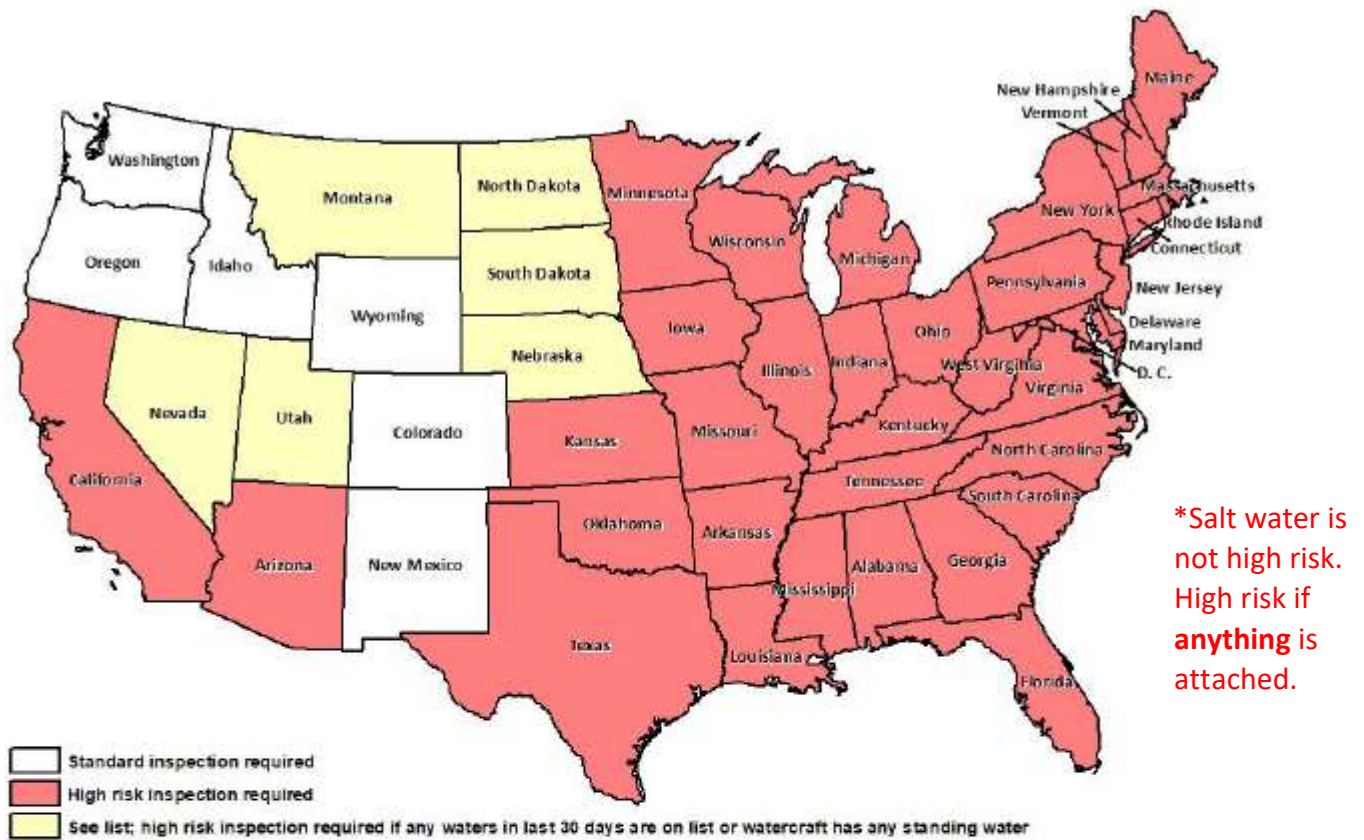 Maine
New Hampshire
Vermont
Washington
Montana
North Dakota
Minnesota
Massachusetts
New York
Rhode Island
Connecticut
Oregon
Idaho
Wisconsin
Michigan
South Dakota
Pennsylvania
New Jersey
Wyoming
Iowa
Ohio
Delaware
Maryland
Nebraska
Illinois
Indiana
West Virginia
D. C.
Virginia
Nevada
Utah
Colorado
Kansas
Missouri
Kentucky
North Carolina
California
Tennessee
South Carolina
Oklahoma
Arkansas
Arizona
New Mexico
Mississippi
Alabama
Georgia
Texas
Louisiana
Florida
*Salt water is
not high risk.
High risk if
anything is
attached.
Standard inspection required
High risk inspection required
See list; high risk inspection required if any waters in last 30 days are on list or watercraft has any standing water